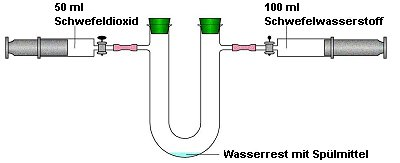 50 ml
Schwefeldioxid
100 ml
Schwefelwasserstoff
Wasserrest mit Spülmittel